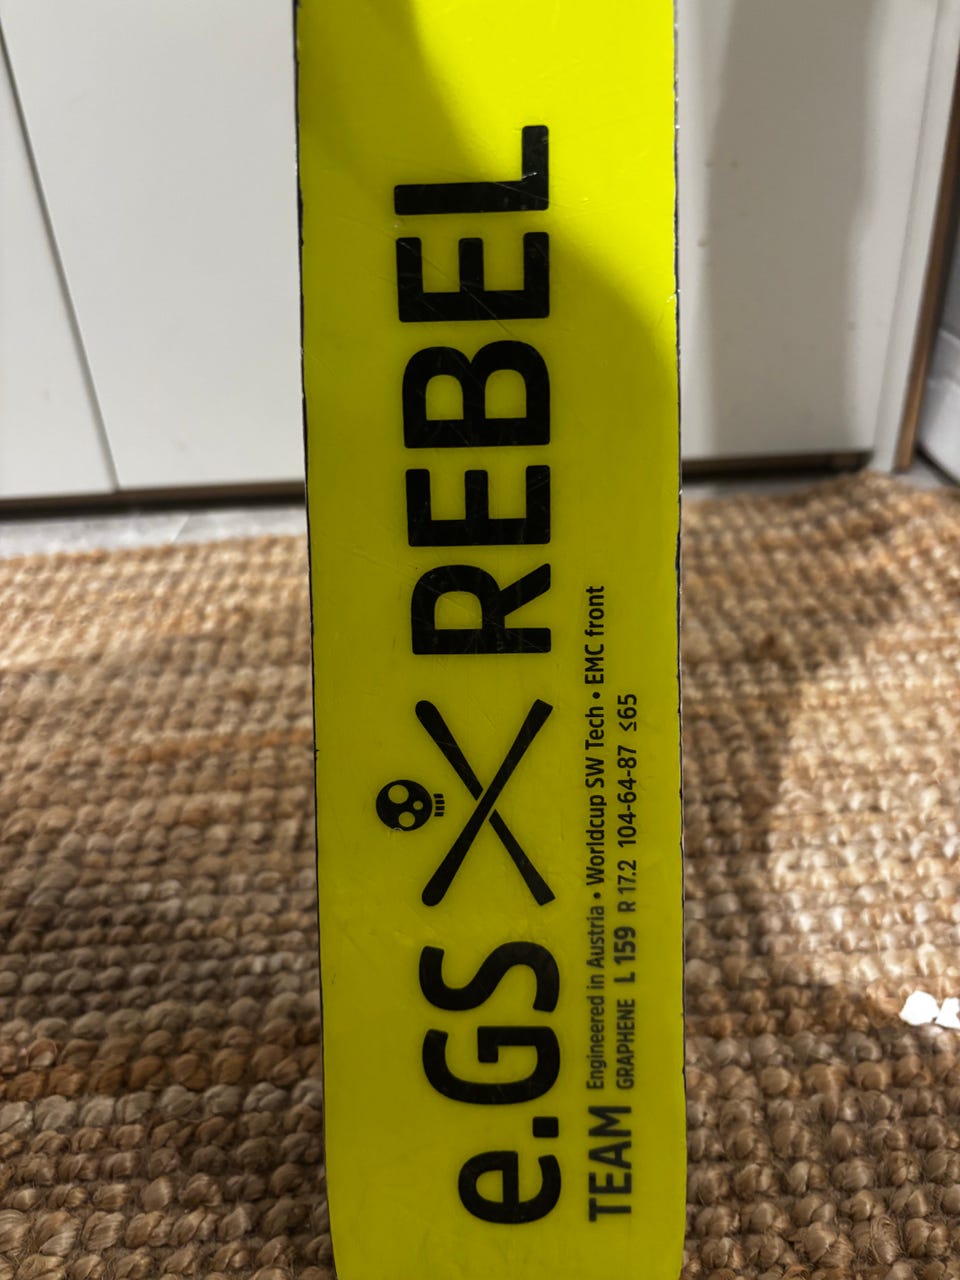 e.GS REBEL
TEAM Engineered in Austria • Worldcup SW Tech • EMC front
GRAPHENE L 159 R 17.2 104-64-87 ≤65